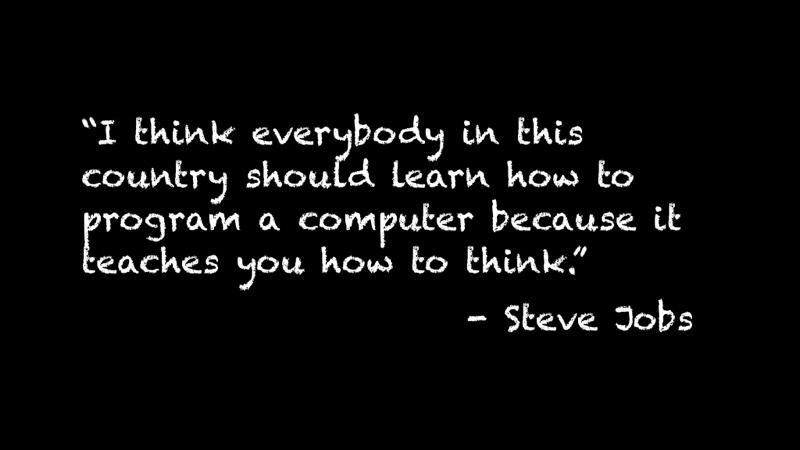 “I think everybody in this
country should learn how to
program a computer because it
teaches you how to think.”
- Steve Jobs